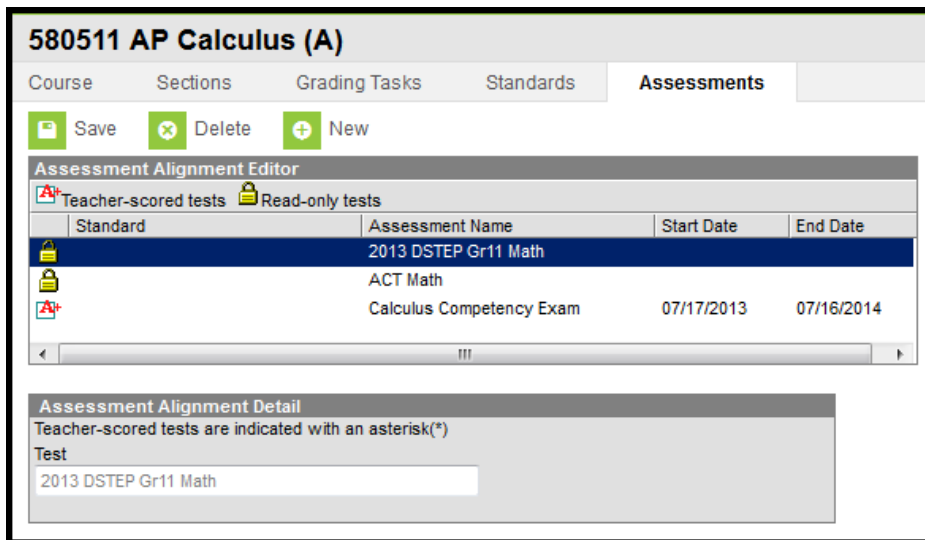 580511 AP Calculus (A)
Course Sections Grading Tasks Standards Assessments
Save Delete New
Assessment Alignment Editor
A+ Teacher-scored tests Read-only tests
Standard Assessment Name Start Date End Date
2013 DSTEP Gr11 Math
ACT Math
A+ Calculus Competency Exam 07/17/2013 07/16/2014
Assessment Alignment Detail
Teacher-scored tests are indicated with an asterisk(*)
Test
2013 DSTEP Gr11 Math